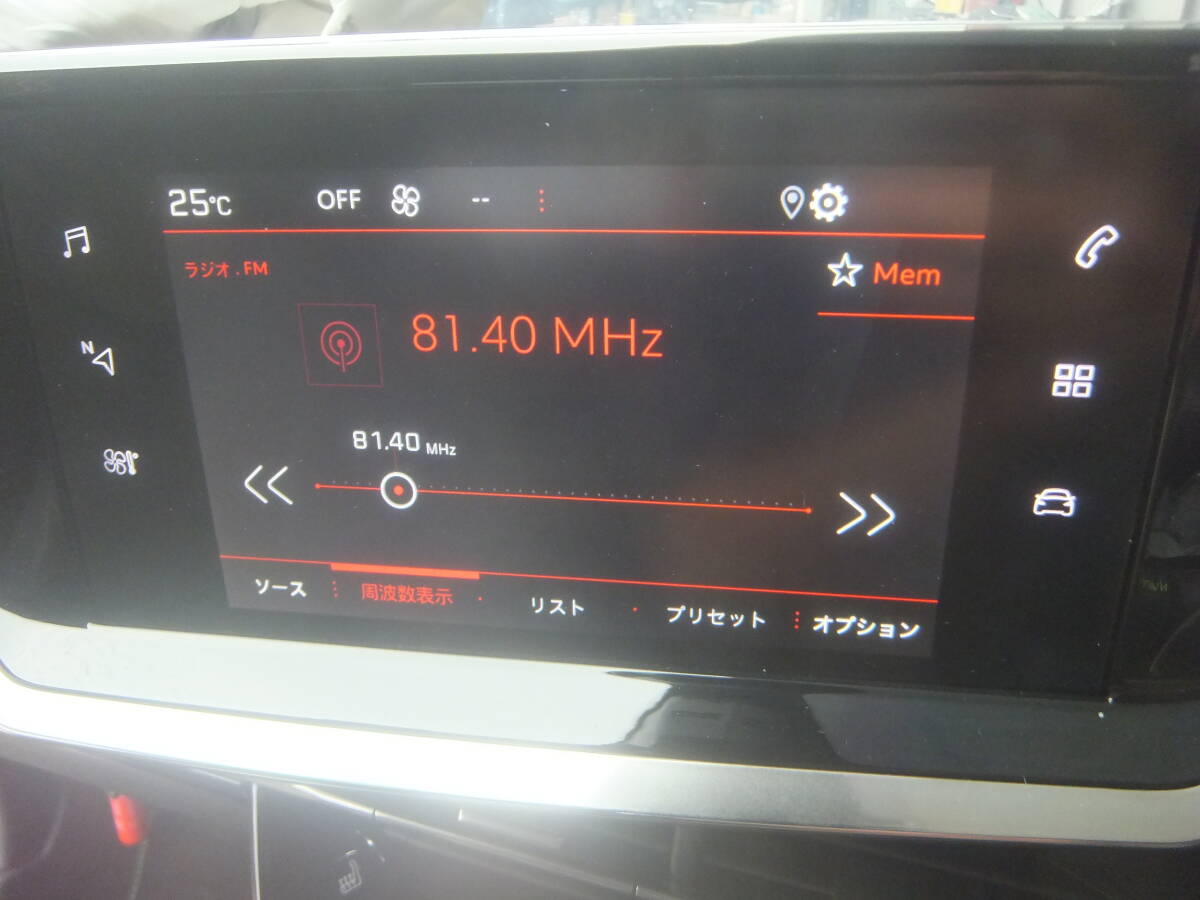 25°C OFF --
ラジオ . FM
Mem
81.40 MHz
N
81.40 MHz
ソース 周波数表示 リスト プリセット オプション